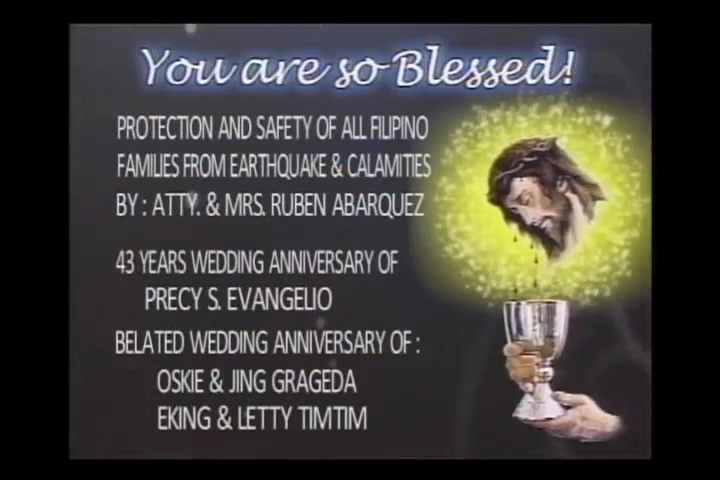 You are so Blessed!
PROTECTION AND SAFETY OF ALL FILIPINO
FAMILIES FROM EARTHQUAKE & CALAMITIES
BY : ATTY. & MRS. RUBEN ABARQUEZ
43 YEARS WEDDING ANNIVERSARY OF
PRECY S. EVANGELIO
BELATED WEDDING ANNIVERSARY OF :
OSKIE & JING GRAGEDA
EKING & LETTY TIMTIM